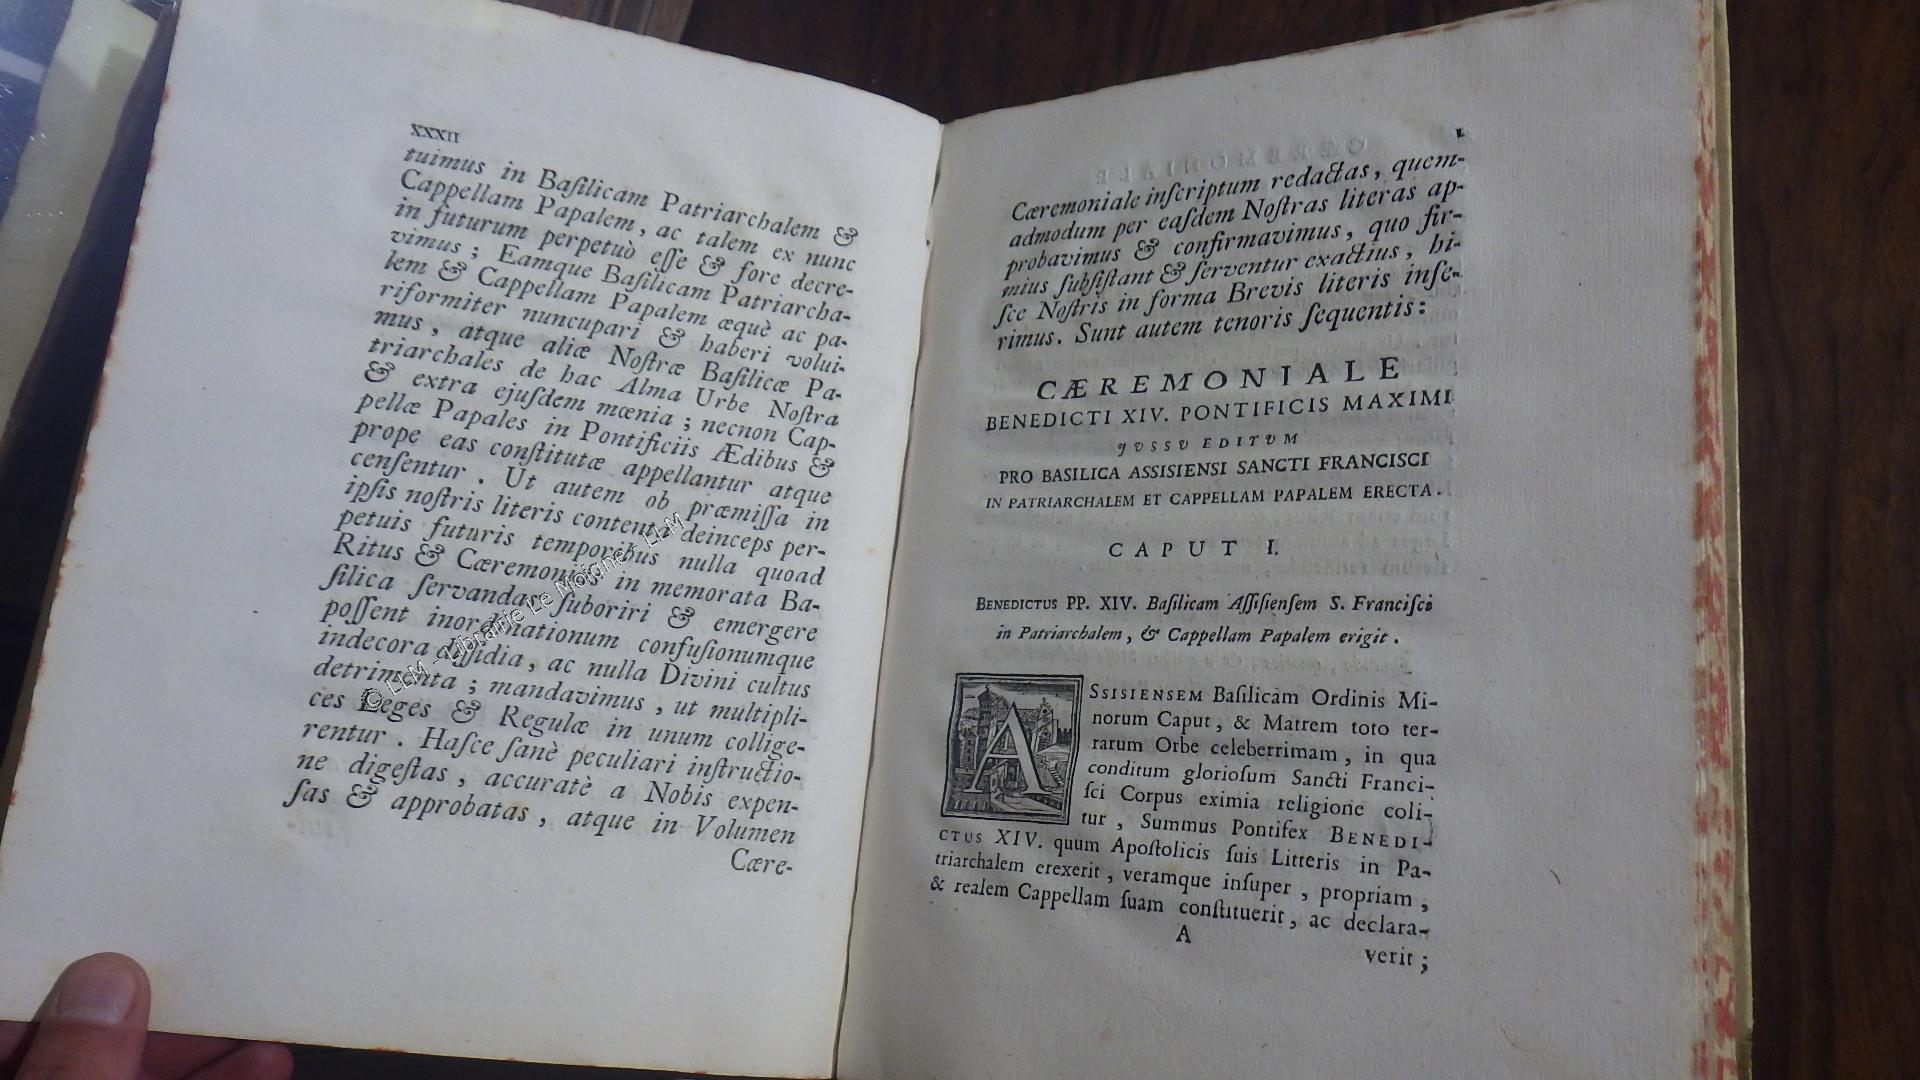 XXXII
tuimus in Baſilicam Patriarchalem &
Cappellam Papalem, ac talem ex nunc
in futurum perpetuò eſſe & fore decre-
vimus; Eamque Baſilicam Patriarcha-
lem & Cappellam Papalem æquè ac pa-
riformiter nuncupari & haberi volui-
mus, atque aliæ Noſtræ Baſilicæ Pa-
triarchales de hac Alma Urbe Noſtra
& extra ejuſdem mœnia; necnon Cap-
pellæ Papales in Pontificiis Ædibus &
prope eas conſtitutæ appellantur atque
cenſentur. Ut autem ob præmiſſa in
ipſis noſtris literis contenta deinceps per-
petuis futuris temporibus nulla quoad
Ritus & Cæremonias in memorata Ba-
ſilica ſervandas ſuboriri & emergere
poſſent inordinationum confuſionumque
indecora diſſidia, ac nulla Divini cultus
detrimenta; mandavimus, ut multipli-
ces Leges & Regulæ in unum collige-
rentur. Haſce ſanè peculiari inſtructio-
ne digeſtas, accuratè a Nobis expen-
ſas & approbatas, atque in Volumen
Cære-
© LLM - Librairie Le Moigne - LLM
I.
Cæremoniale inſcriptum redactas, quem-
admodum per eaſdem Noſtras literas ap-
probavimus & confirmavimus, quo fir-
mius ſubſiſtant & ſerventur exactius, hi-
ſce Noſtris in forma Brevis literis inſe-
rimus. Sunt autem tenoris ſequentis:
CÆREMONIALE
BENEDICTI XIV. PONTIFICIS MAXIMI
JVSSV EDITVM
PRO BASILICA ASSISIENSI SANCTI FRANCISCI
IN PATRIARCHALEM ET CAPPELLAM PAPALEM ERECTA.
CAPUT I.
BENEDICTUS PP. XIV. Baſilicam Aſſiſienſem S. Franciſci
in Patriarchalem, & Cappellam Papalem erigit.
ASSISIENSEM Baſilicam Ordinis Mi-
norum Caput, & Matrem toto ter-
rarum Orbe celeberrimam, in qua
conditum glorioſum Sancti Franci-
ſci Corpus eximia religione coli-
tur, Summus Pontifex BENEDI-
CTUS XIV. quum Apoſtolicis ſuis Litteris in Pa-
triarchalem erexerit, veramque inſuper, propriam,
& realem Cappellam ſuam conſtituerit, ac declara-
A
verit;